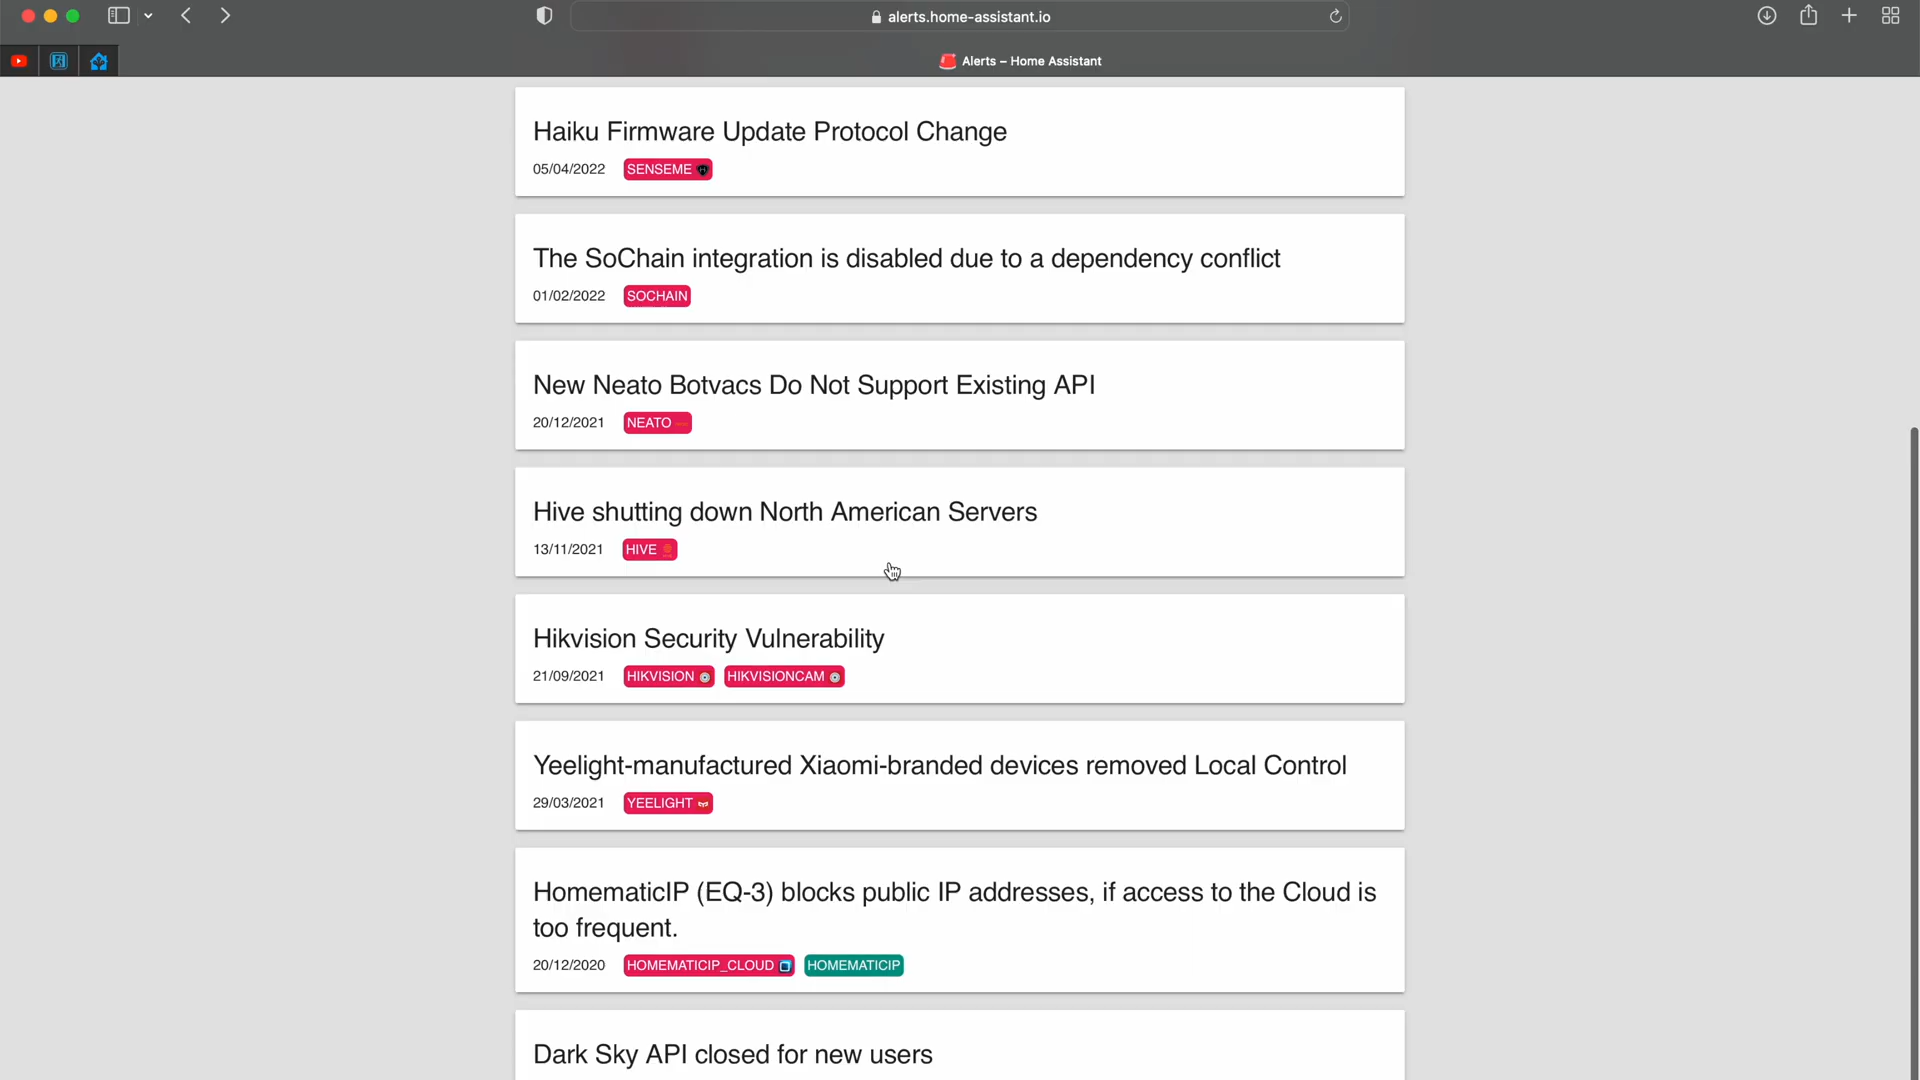 alerts.home-assistant.io
Alerts – Home Assistant
Haiku Firmware Update Protocol Change
05/04/2022 SENSEME
The SoChain integration is disabled due to a dependency conflict
01/02/2022 SOCHAIN
New Neato Botvacs Do Not Support Existing API
20/12/2021 NEATO
Hive shutting down North American Servers
13/11/2021 HIVE
Hikvision Security Vulnerability
21/09/2021 HIKVISION HIKVISIONCAM
Yeelight-manufactured Xiaomi-branded devices removed Local Control
29/03/2021 YEELIGHT
HomematicIP (EQ-3) blocks public IP addresses, if access to the Cloud is
too frequent.
20/12/2020 HOMEMATICIP_CLOUD HOMEMATICIP
Dark Sky API closed for new users